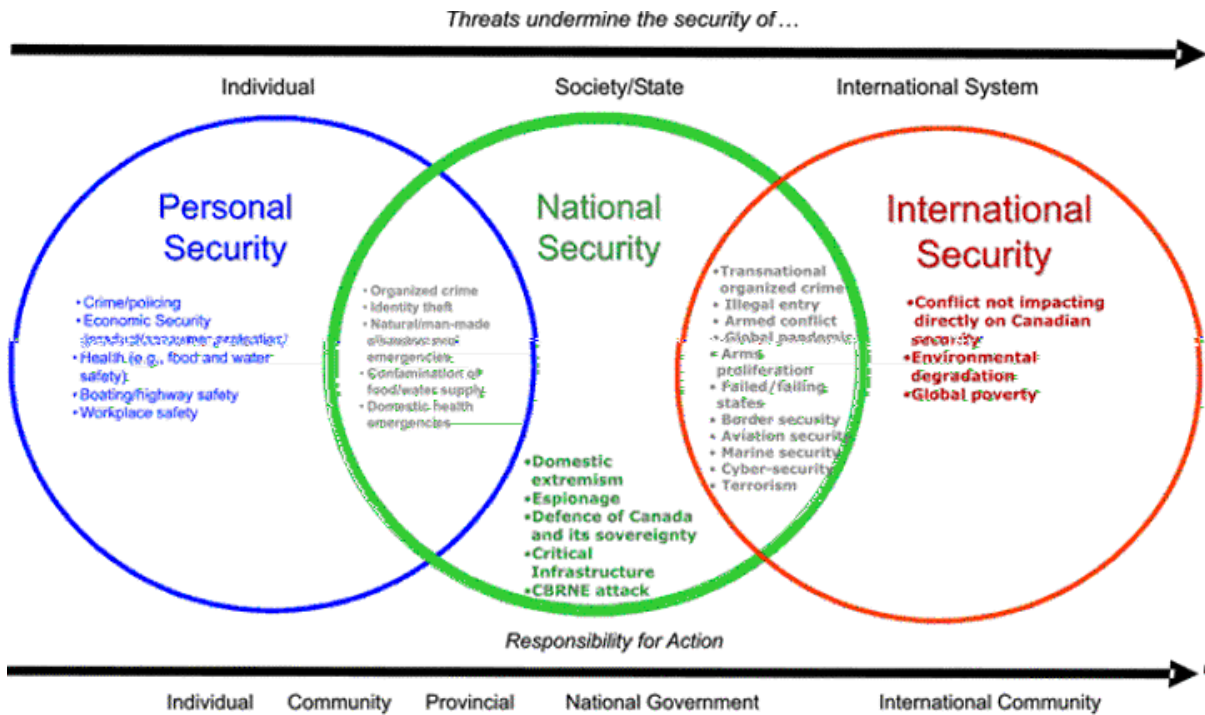 Threats undermine the security of…
Individual
Society/State
International System
Personal
Security
• Crime/policing
• Economic Security
(product/consumer protection)
• Health (e.g., food and water
safety)
• Boating/highway safety
• Workplace safety
• Organized crime
• Identity theft
• Natural/man-made
disasters and
emergencies
• Contamination of
food/water supply
• Domestic health
emergencies
National
Security
•Domestic
extremism
•Espionage
•Defence of Canada
and its sovereignty
•Critical
Infrastructure
•CBRNE attack
•Transnational
organized crime
• Illegal entry
• Armed conflict
• Global pandemic
• Arms
proliferation
• Failed/failing
states
• Border security
• Aviation security
• Marine security
• Cyber-security
• Terrorism
International
Security
•Conflict not impacting
directly on Canadian
security
•Environmental
degradation
•Global poverty
Responsibility for Action
Individual
Community
Provincial
National Government
International Community